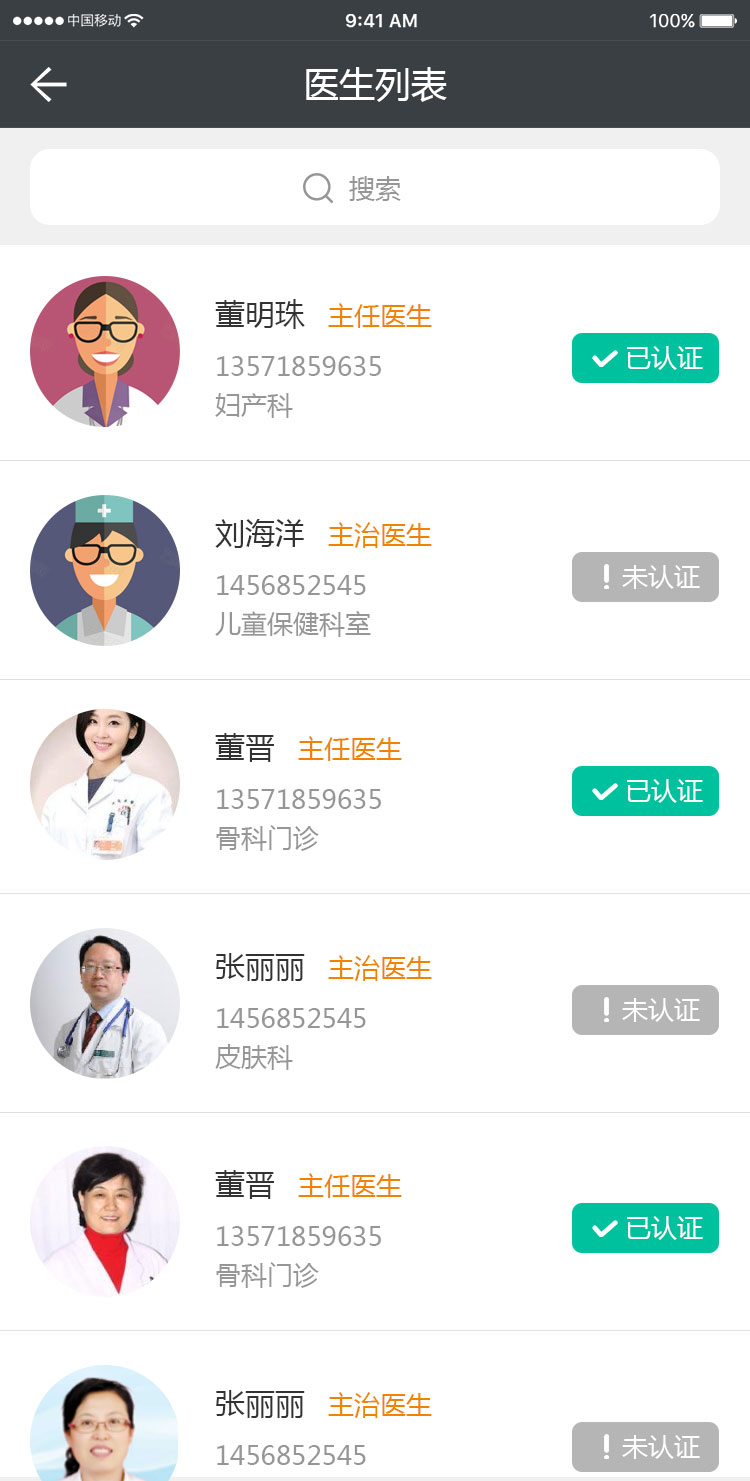 中国移动 9:41 AM 100%
医生列表
搜索
董明珠 主任医生
13571859635
妇产科
已认证
刘海洋 主治医生
1456852545
儿童保健科室
未认证
董晋 主任医生
13571859635
骨科门诊
已认证
张丽丽 主治医生
1456852545
皮肤科
未认证
董晋 主任医生
13571859635
骨科门诊
已认证
张丽丽 主治医生
1456852545
未认证